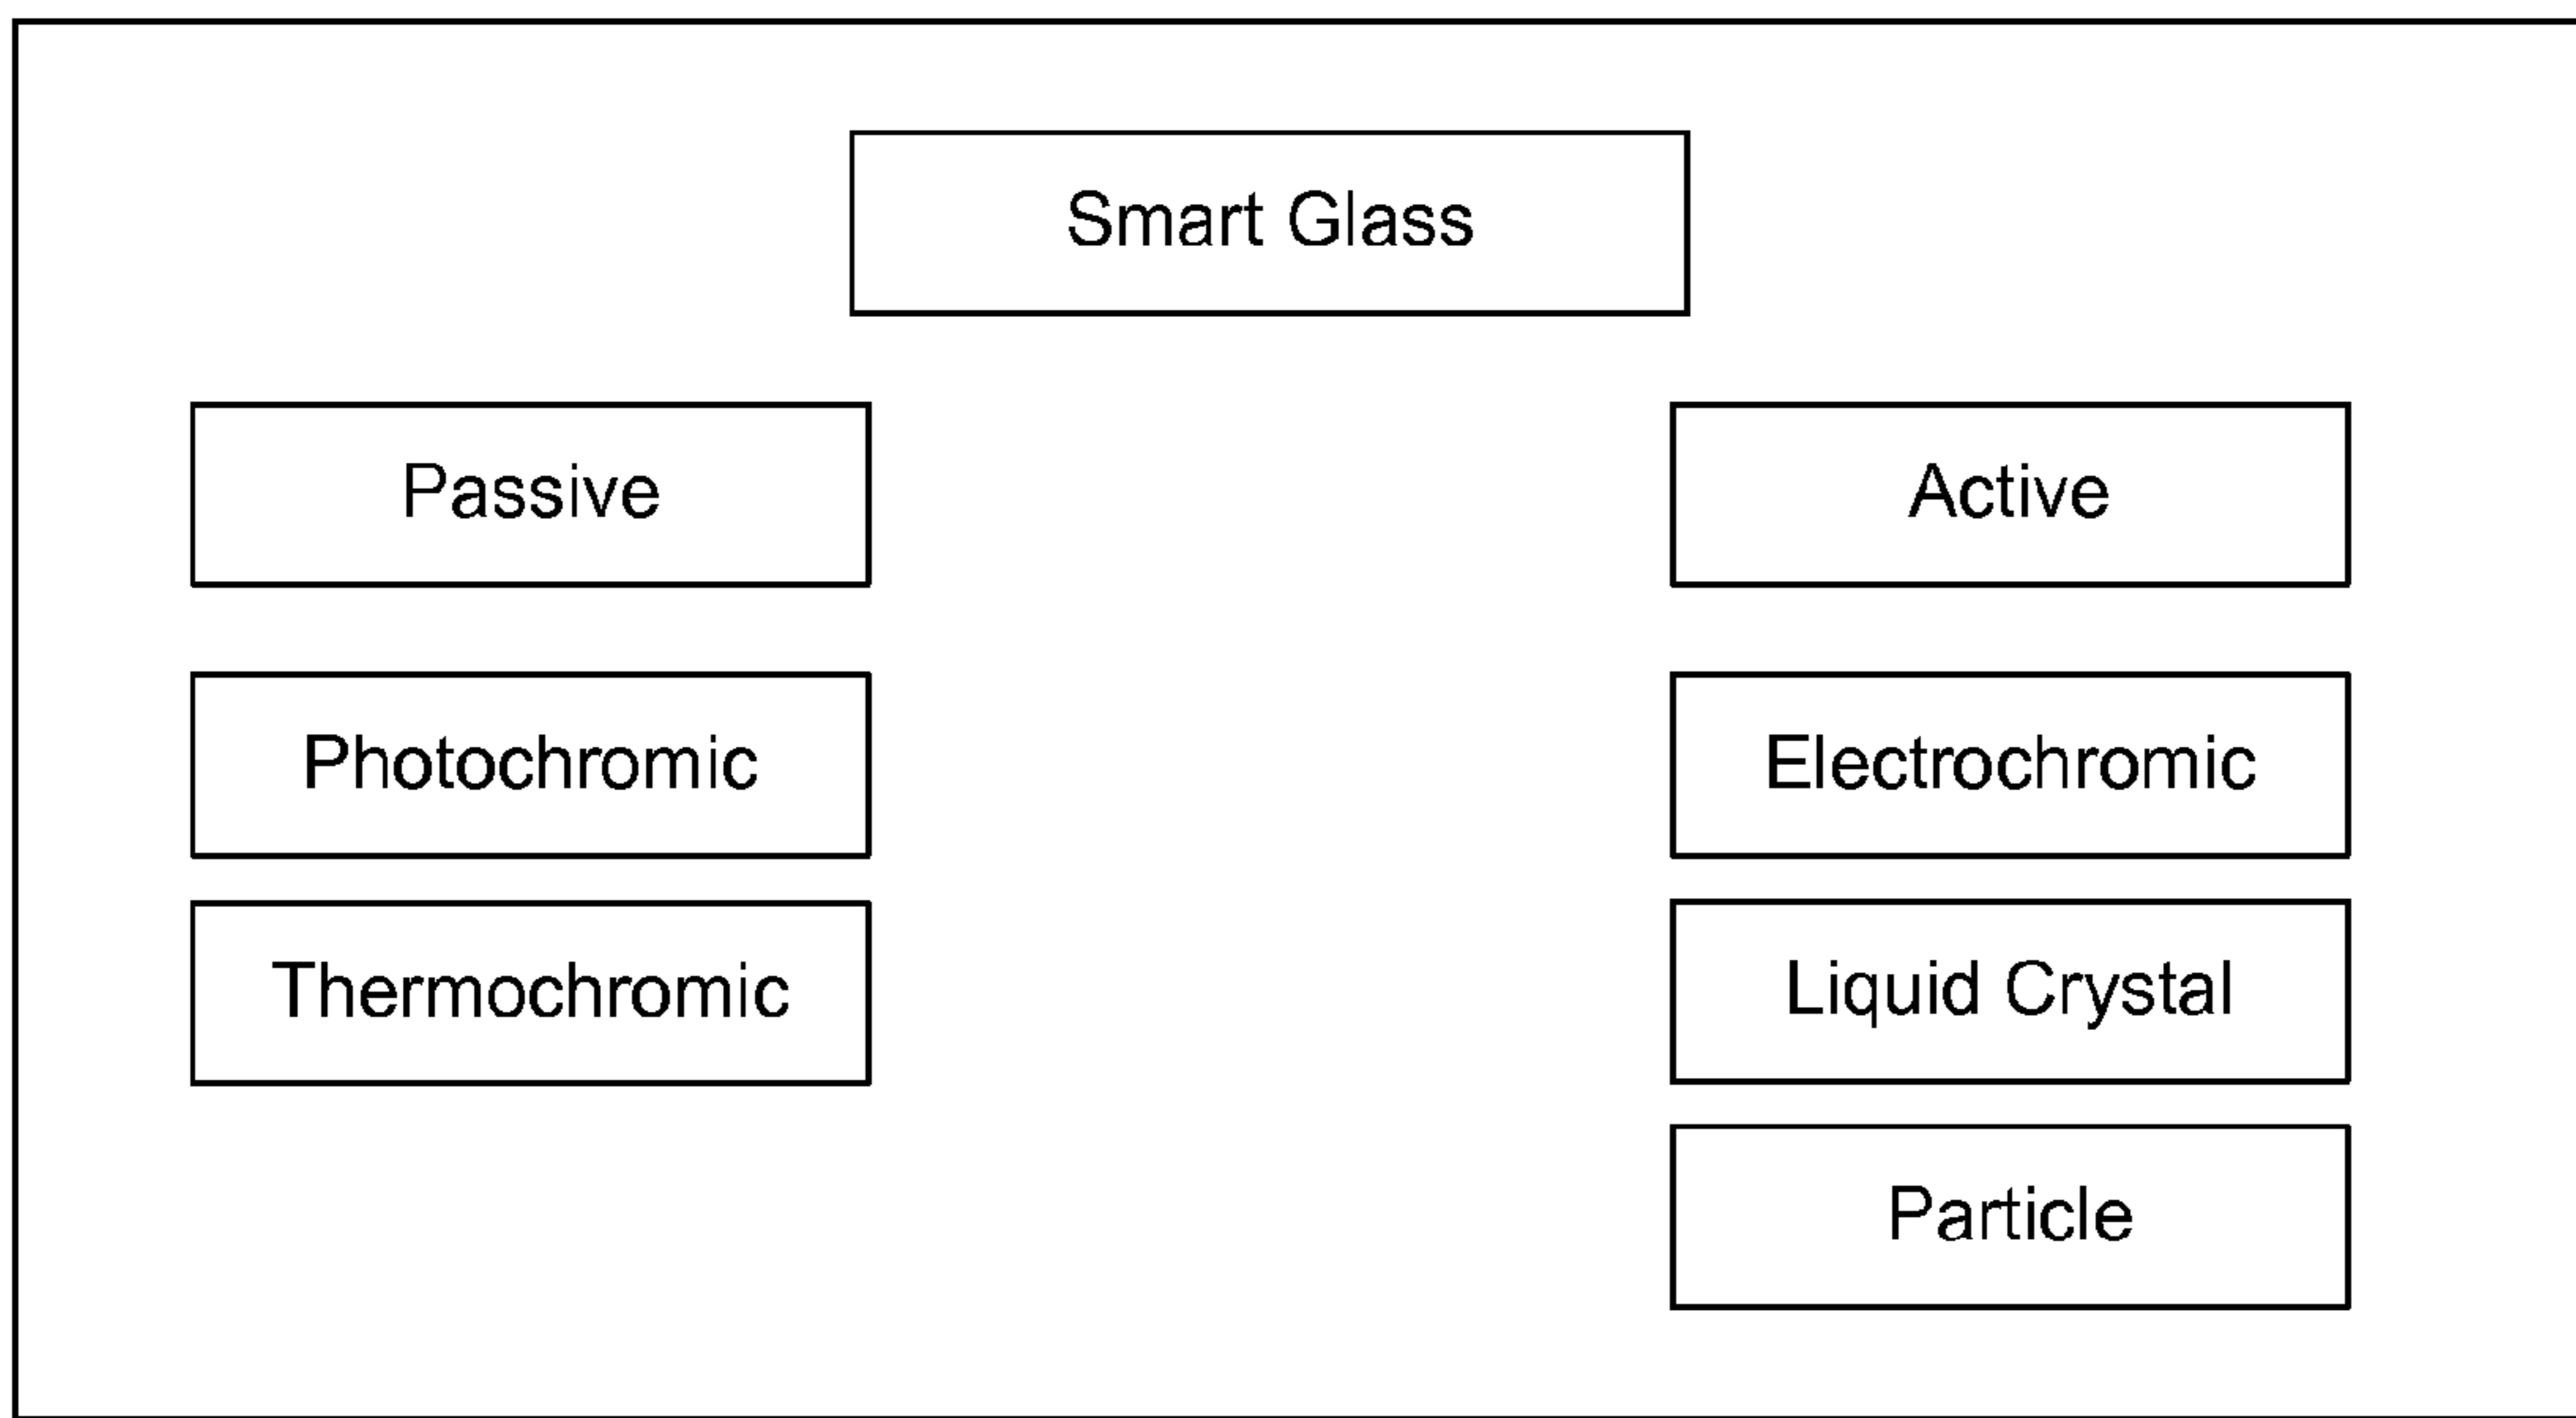 Smart Glass
Passive
Active
Photochromic
Electrochromic
Thermochromic
Liquid Crystal
Particle